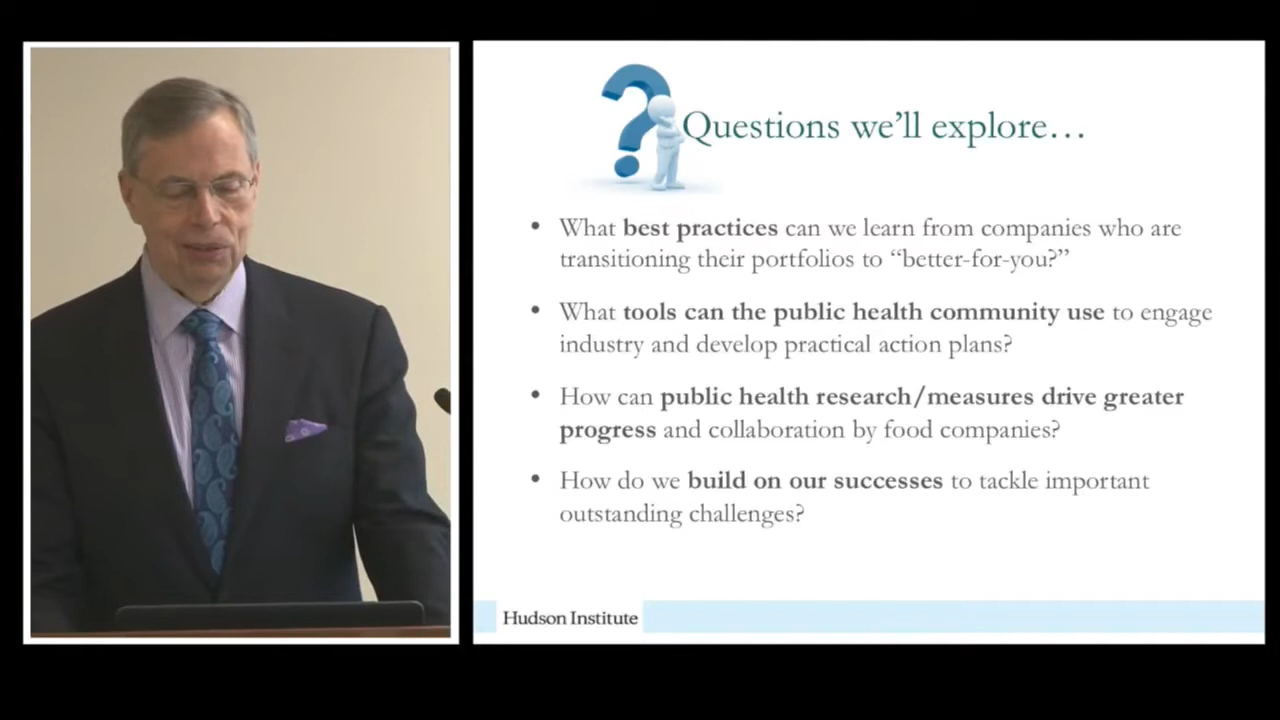 Questions we'll explore…
• What best practices can we learn from companies who are
transitioning their portfolios to “better-for-you?”
• What tools can the public health community use to engage
industry and develop practical action plans?
• How can public health research/measures drive greater
progress and collaboration by food companies?
• How do we build on our successes to tackle important
outstanding challenges?
Hudson Institute